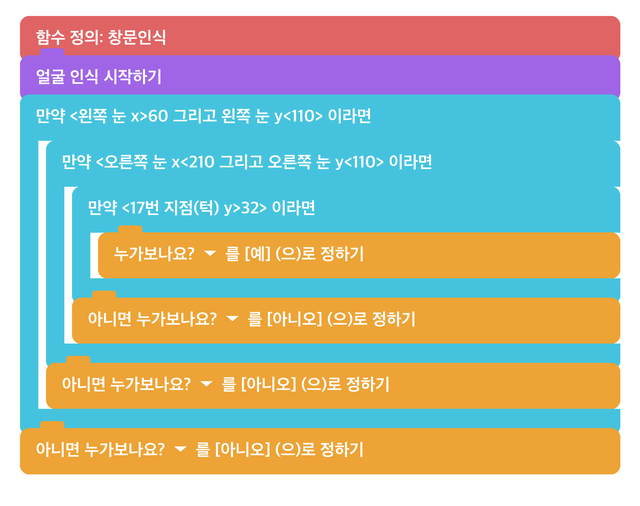 함수 정의: 창문인식
얼굴 인식 시작하기
만약 <왼쪽 눈 x>60 그리고 왼쪽 눈 y<110> 이라면
만약 <오른쪽 눈 x<210 그리고 오른쪽 눈 y<110> 이라면
만약 <17번 지점(턱) y>32> 이라면
누가보나요? 를 [예] (으)로 정하기
아니면 누가보나요? 를 [아니오] (으)로 정하기
아니면 누가보나요? 를 [아니오] (으)로 정하기
아니면 누가보나요? 를 [아니오] (으)로 정하기